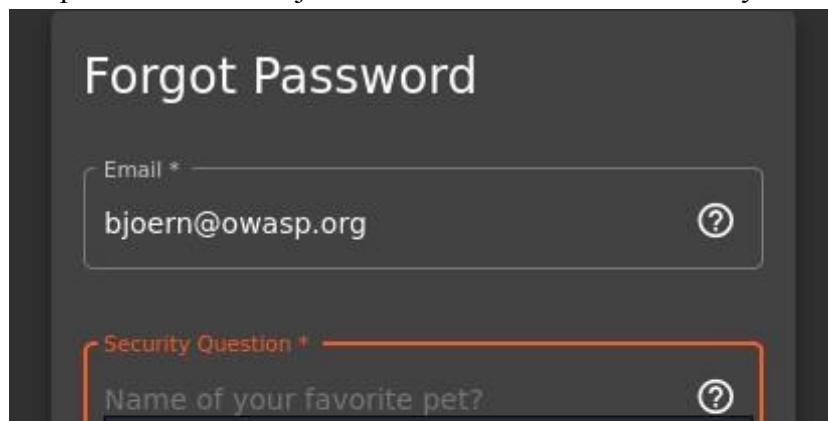 Forgot Password
Email *
bjoern@owasp.org
Security Question *
Name of your favorite pet?